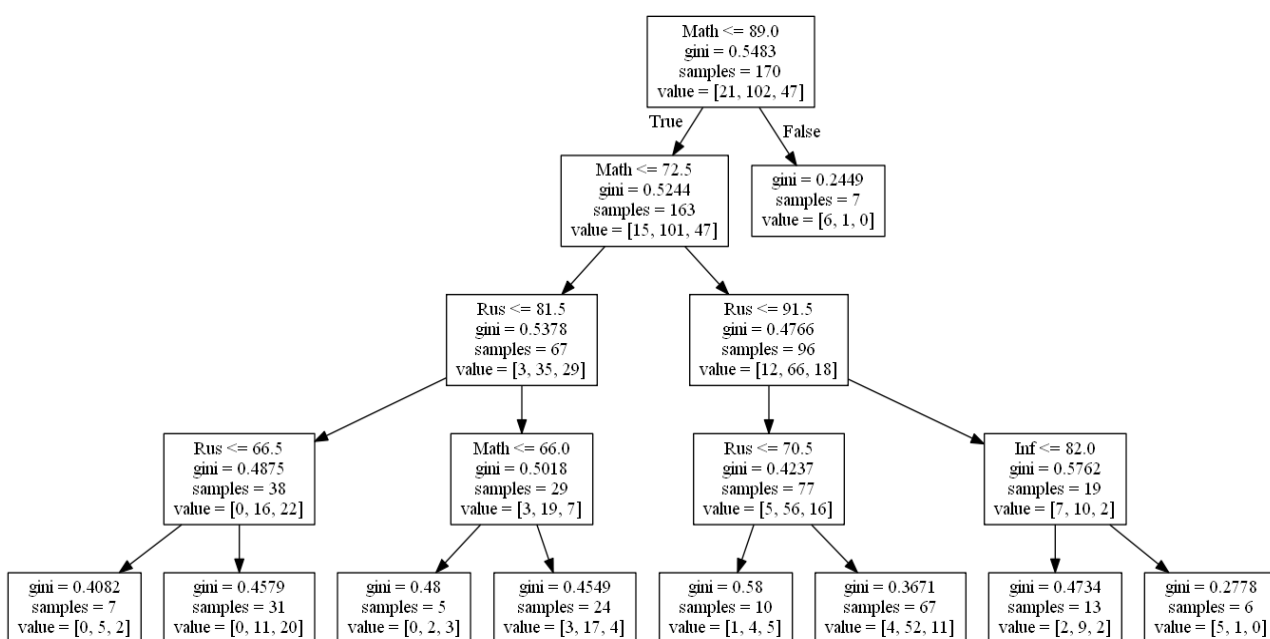 Math <= 89.0
gini = 0.5483
samples = 170
value = [21, 102, 47]
True
False
Math <= 72.5
gini = 0.5244
samples = 163
value = [15, 101, 47]
gini = 0.2449
samples = 7
value = [6, 1, 0]
Rus <= 81.5
gini = 0.5378
samples = 67
value = [3, 35, 29]
Rus <= 91.5
gini = 0.4766
samples = 96
value = [12, 66, 18]
Rus <= 66.5
gini = 0.4875
samples = 38
value = [0, 16, 22]
Math <= 66.0
gini = 0.5018
samples = 29
value = [3, 19, 7]
Rus <= 70.5
gini = 0.4237
samples = 77
value = [5, 56, 16]
Inf <= 82.0
gini = 0.5762
samples = 19
value = [7, 10, 2]
gini = 0.4082
samples = 7
value = [0, 5, 2]
gini = 0.4579
samples = 31
value = [0, 11, 20]
gini = 0.48
samples = 5
value = [0, 2, 3]
gini = 0.4549
samples = 24
value = [3, 17, 4]
gini = 0.58
samples = 10
value = [1, 4, 5]
gini = 0.3671
samples = 67
value = [4, 52, 11]
gini = 0.4734
samples = 13
value = [2, 9, 2]
gini = 0.2778
samples = 6
value = [5, 1, 0]